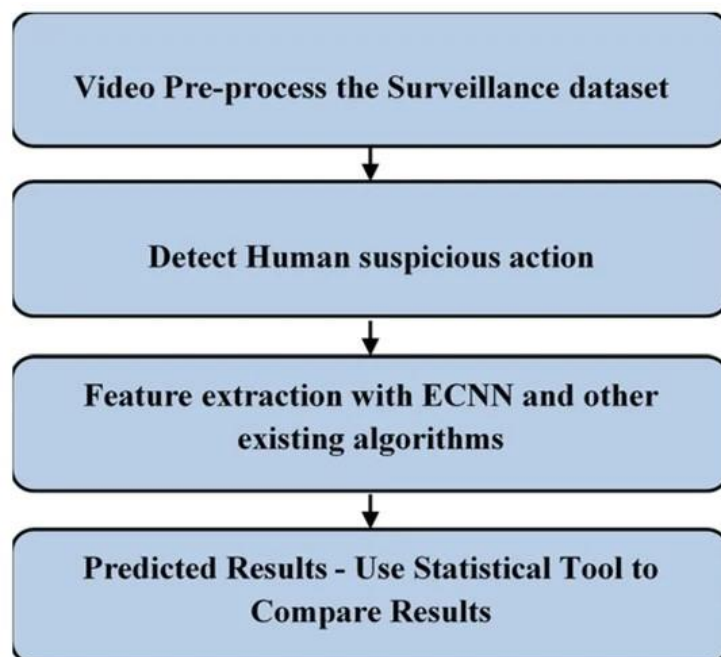 Video Pre-process the Surveillance dataset
Detect Human suspicious action
Feature extraction with ECNN and other
existing algorithms
Predicted Results - Use Statistical Tool to
Compare Results